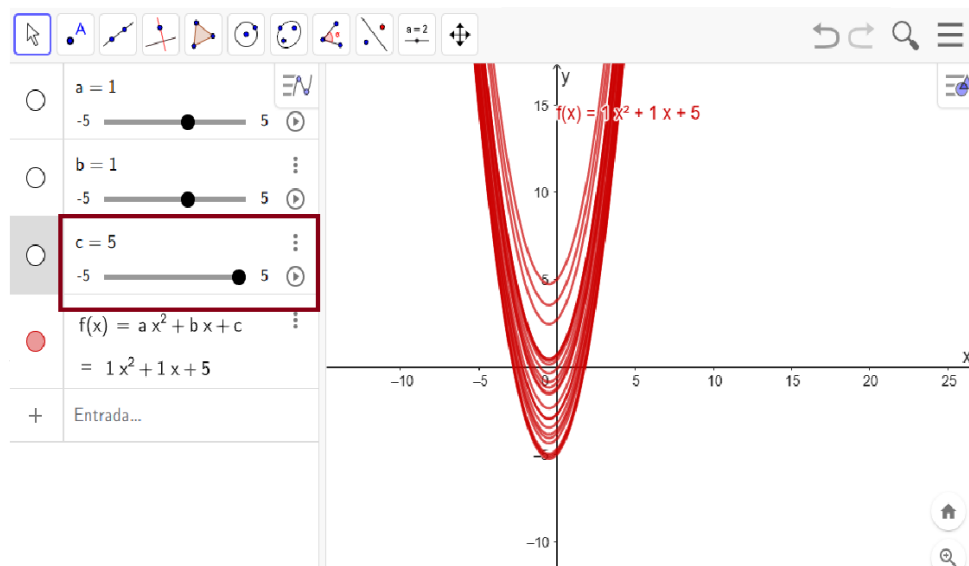 A
a = 2
a = 1
-5 5
b = 1
-5 5
c = 5
-5 5
f(x) = a x² + b x + c
= 1 x² + 1 x + 5
+ Entrada...
y
15
f(x) = 1 x² + 1 x + 5
10
5
x
−10 −5 0 5 10 15 20 25
−5
−10